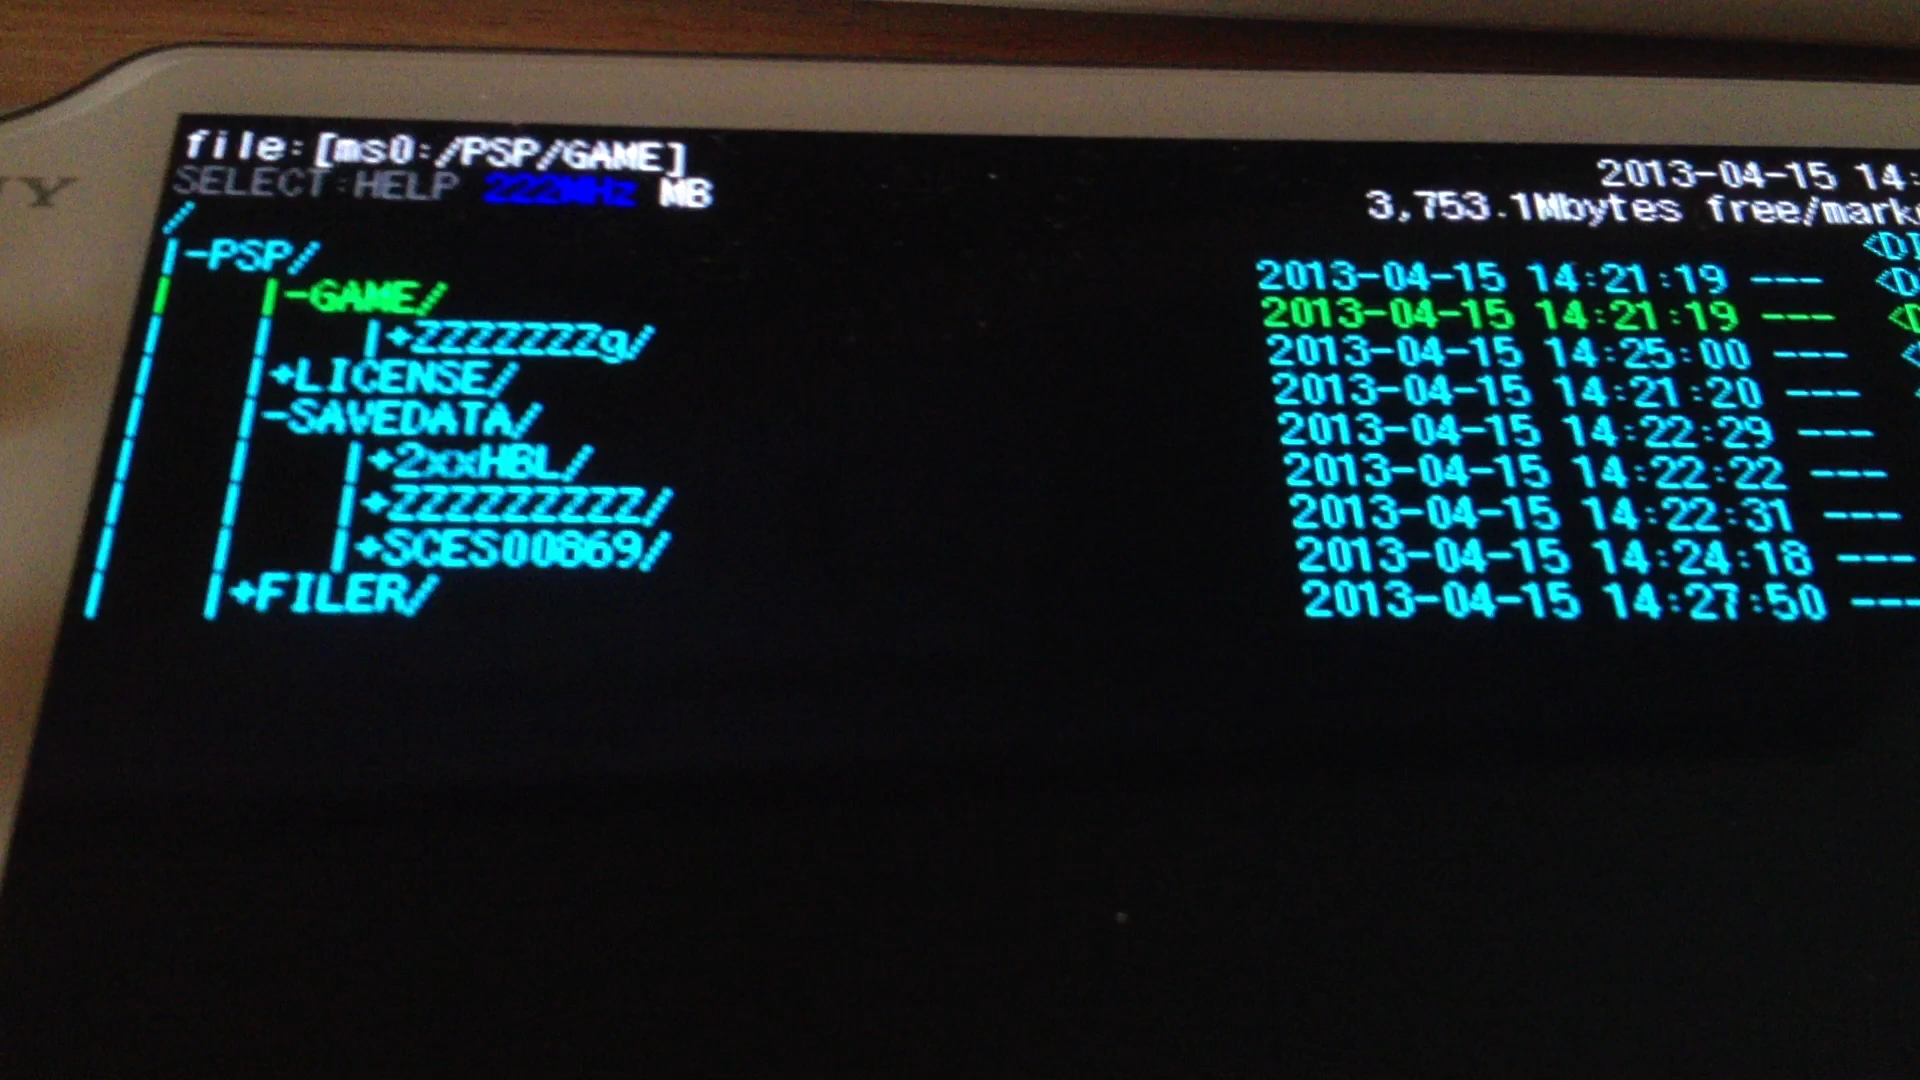 file:[ms0:/PSP/GAME]
2013-04-15 14:
SELECT:HELP 222MHz MB
3,753.1Mbytes free/mark
/
<DI
|-PSP/ 2013-04-15 14:21:19 --- <D
| |-GAME/ 2013-04-15 14:21:19 --- <D
| | |+ZZZZZZZg/ 2013-04-15 14:25:00 --- <
| |+LICENSE/ 2013-04-15 14:21:20 ---
| |-SAVEDATA/ 2013-04-15 14:22:29 ---
| | |+2xxHBL/ 2013-04-15 14:22:22 ---
| | |+ZZZZZZZZZZ/ 2013-04-15 14:22:31 ---
| | |+SCES00869/ 2013-04-15 14:24:18 ---
| |+FILER/ 2013-04-15 14:27:50 ---